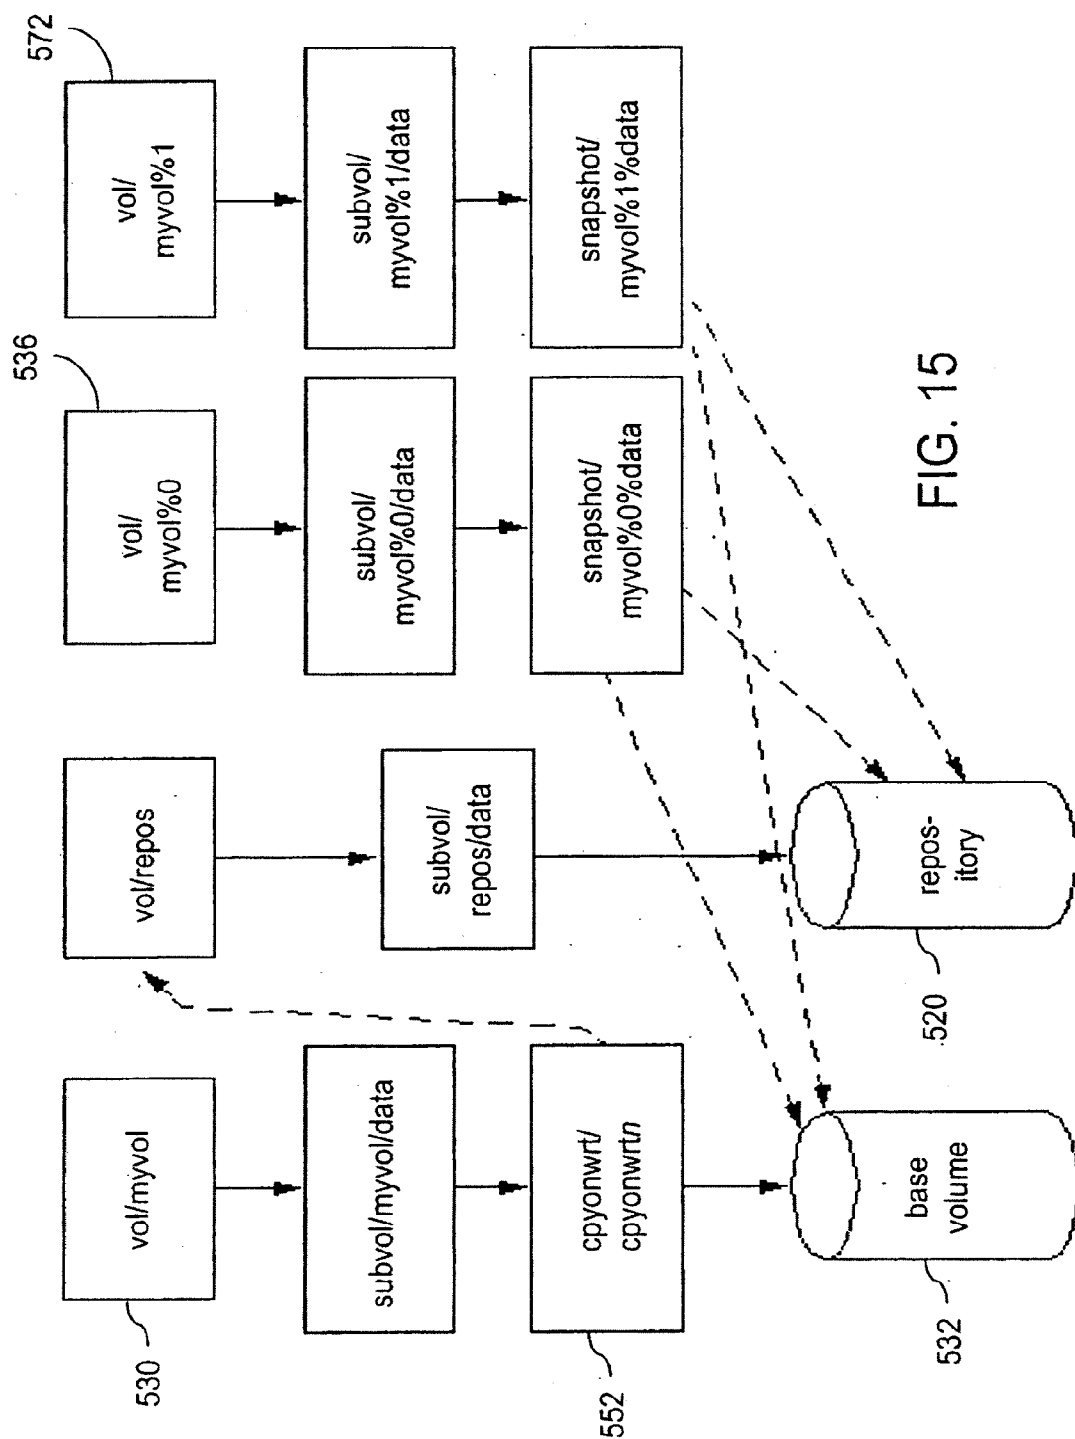 530
vol/myvol
subvol/myvol/data
552
cpyonwrt/
cpyonwrtn
532
base
volume
vol/repos
subvol/
repos/data
520
repos-
itory
536
vol/
myvol%0
subvol/
myvol%0/data
snapshot/
myvol%0%data
572
vol/
myvol%1
subvol/
myvol%1/data
snapshot/
myvol%1%data
FIG. 15